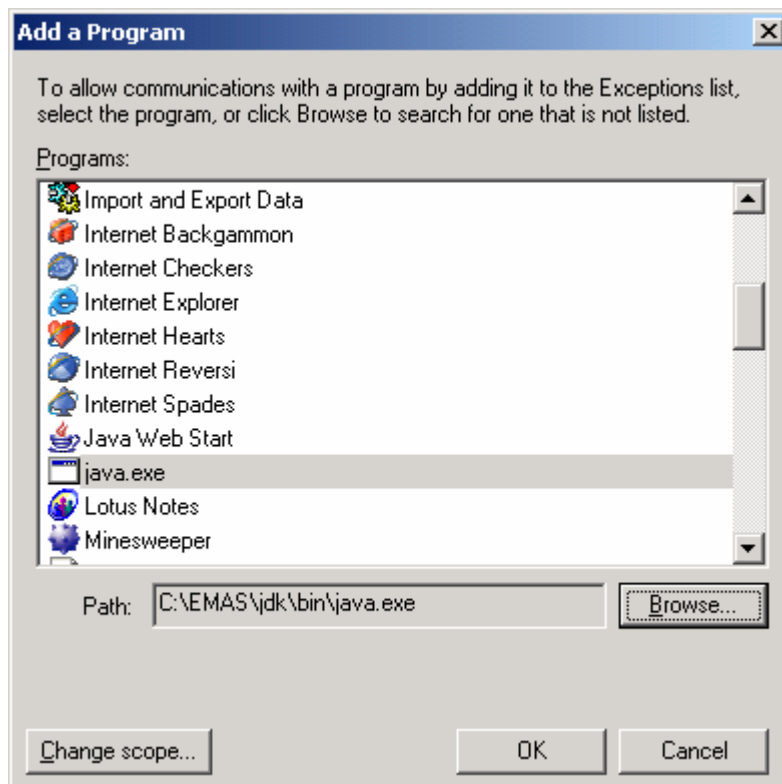 Add a Program
To allow communications with a program by adding it to the Exceptions list,
select the program, or click Browse to search for one that is not listed.
Programs:
Import and Export Data
Internet Backgammon
Internet Checkers
Internet Explorer
Internet Hearts
Internet Reversi
Internet Spades
Java Web Start
java.exe
Lotus Notes
Minesweeper
Path: C:\EMAS\jdk\bin\java.exe Browse...
Change scope... OK Cancel